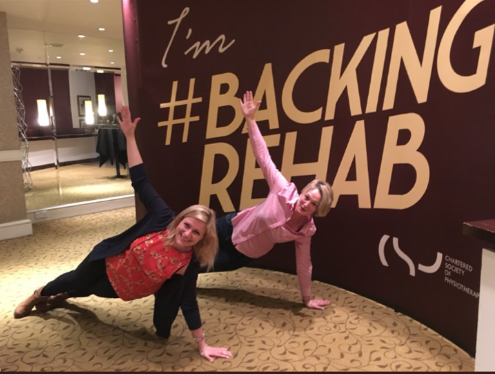 I'm
#BACKING
REHAB
CHARTERED
SOCIETY
OF
PHYSIOTHERAPY